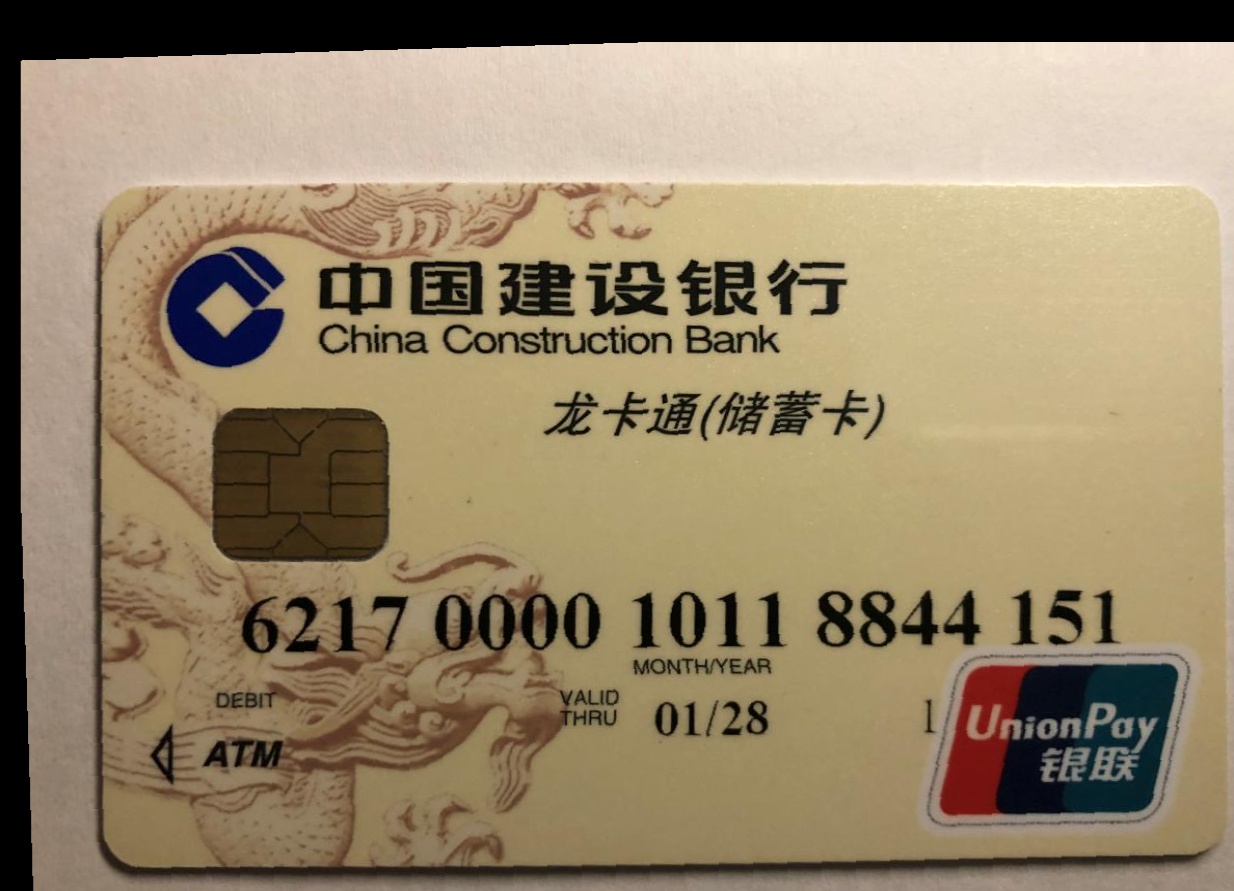 中国建设银行
China Construction Bank
龙卡通(储蓄卡)
6217 0000 1011 8844 151
MONTH/YEAR
DEBIT
VALID
THRU
01/28
1
ATM
UnionPay
银联